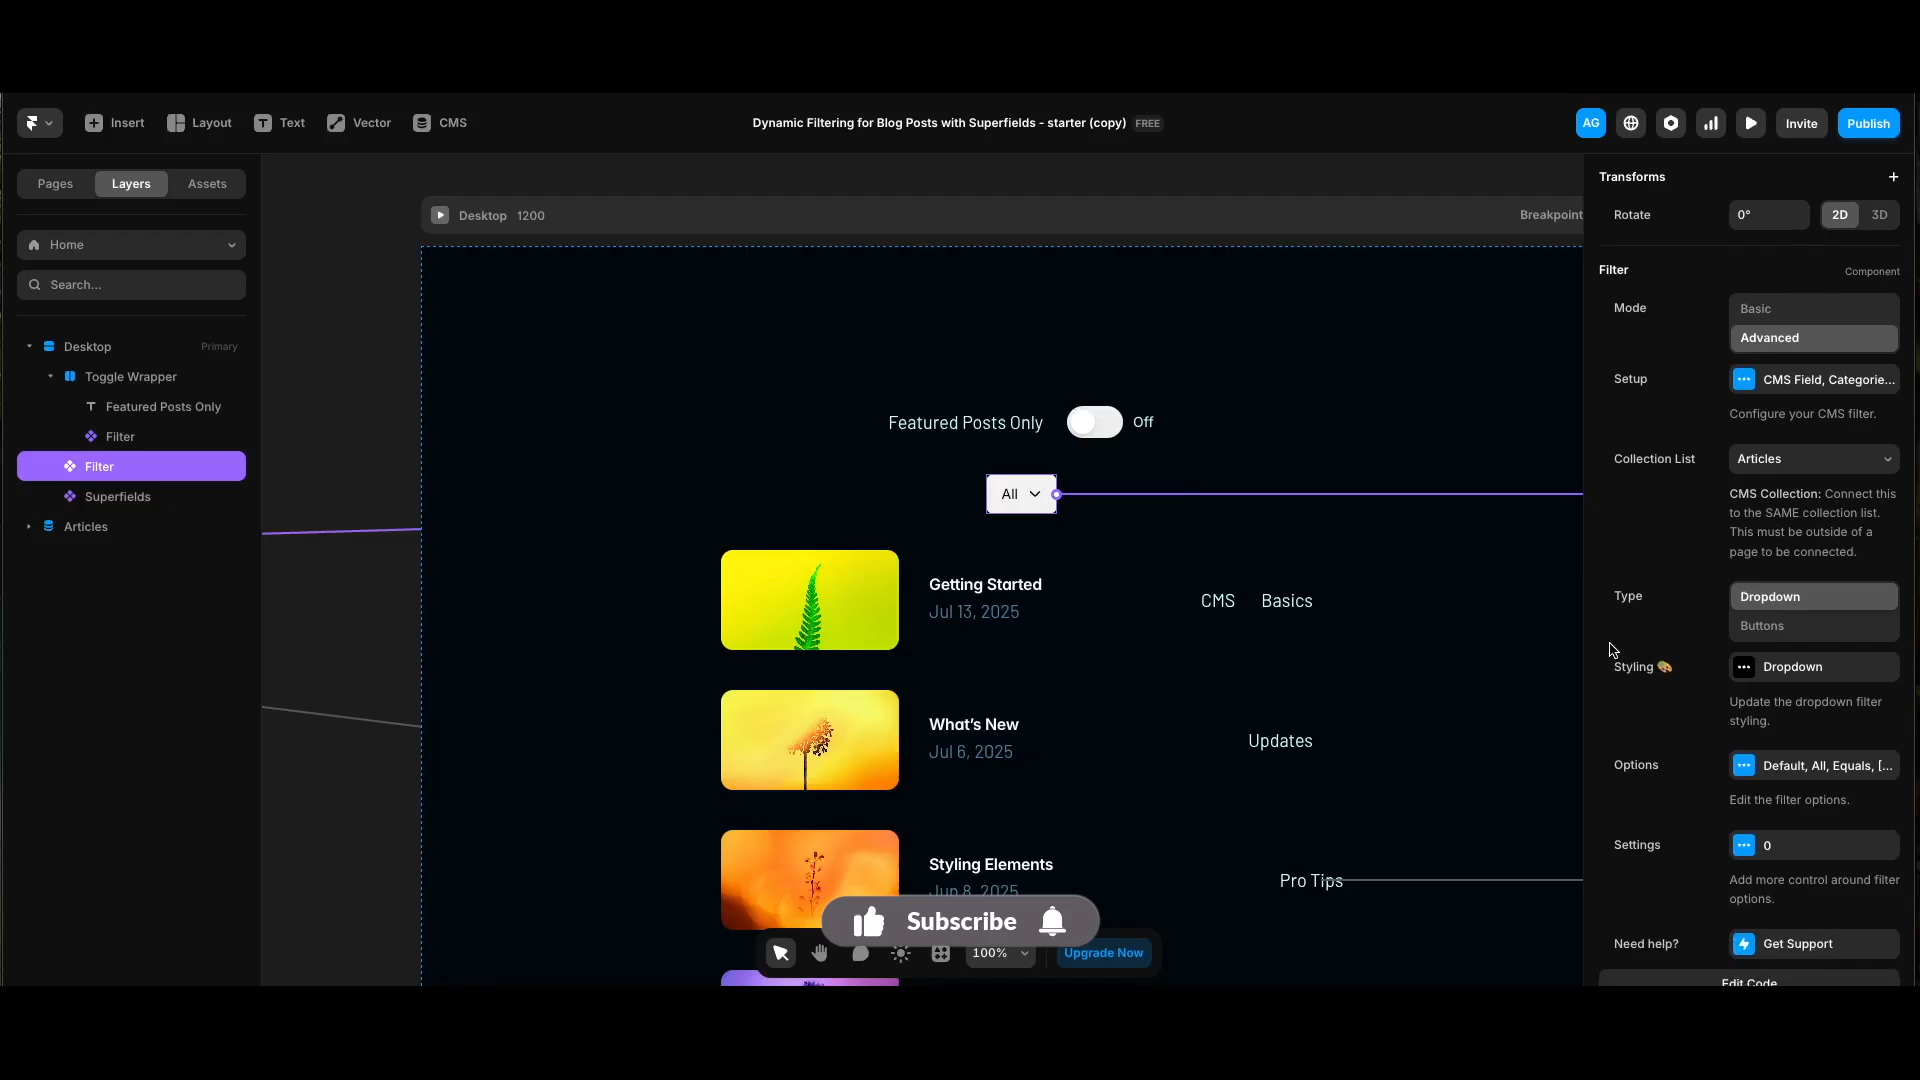 Insert
Layout
Text
Vector
CMS
Dynamic Filtering for Blog Posts with Superfields - starter (copy) FREE
AG
Invite
Publish
Pages
Layers
Assets
Home
Search...
Desktop
Primary
Toggle Wrapper
Featured Posts Only
Filter
Filter
Superfields
Articles
Desktop 1200
Breakpoint
Featured Posts Only
Off
All
Getting Started
Jul 13, 2025
CMS Basics
What's New
Jul 6, 2025
Updates
Styling Elements
Jun 8, 2025
Pro Tips
Subscribe
100%
Upgrade Now
Transforms
Rotate
0°
2D
3D
Filter
Component
Mode
Basic
Advanced
Setup
CMS Field, Categorie...
Configure your CMS filter.
Collection List
Articles
CMS Collection: Connect this
to the SAME collection list.
This must be outside of a
page to be connected.
Type
Dropdown
Buttons
Styling 🎨
Dropdown
Update the dropdown filter
styling.
Options
Default, All, Equals, [...
Edit the filter options.
Settings
0
Add more control around filter
options.
Need help?
Get Support
Edit Code